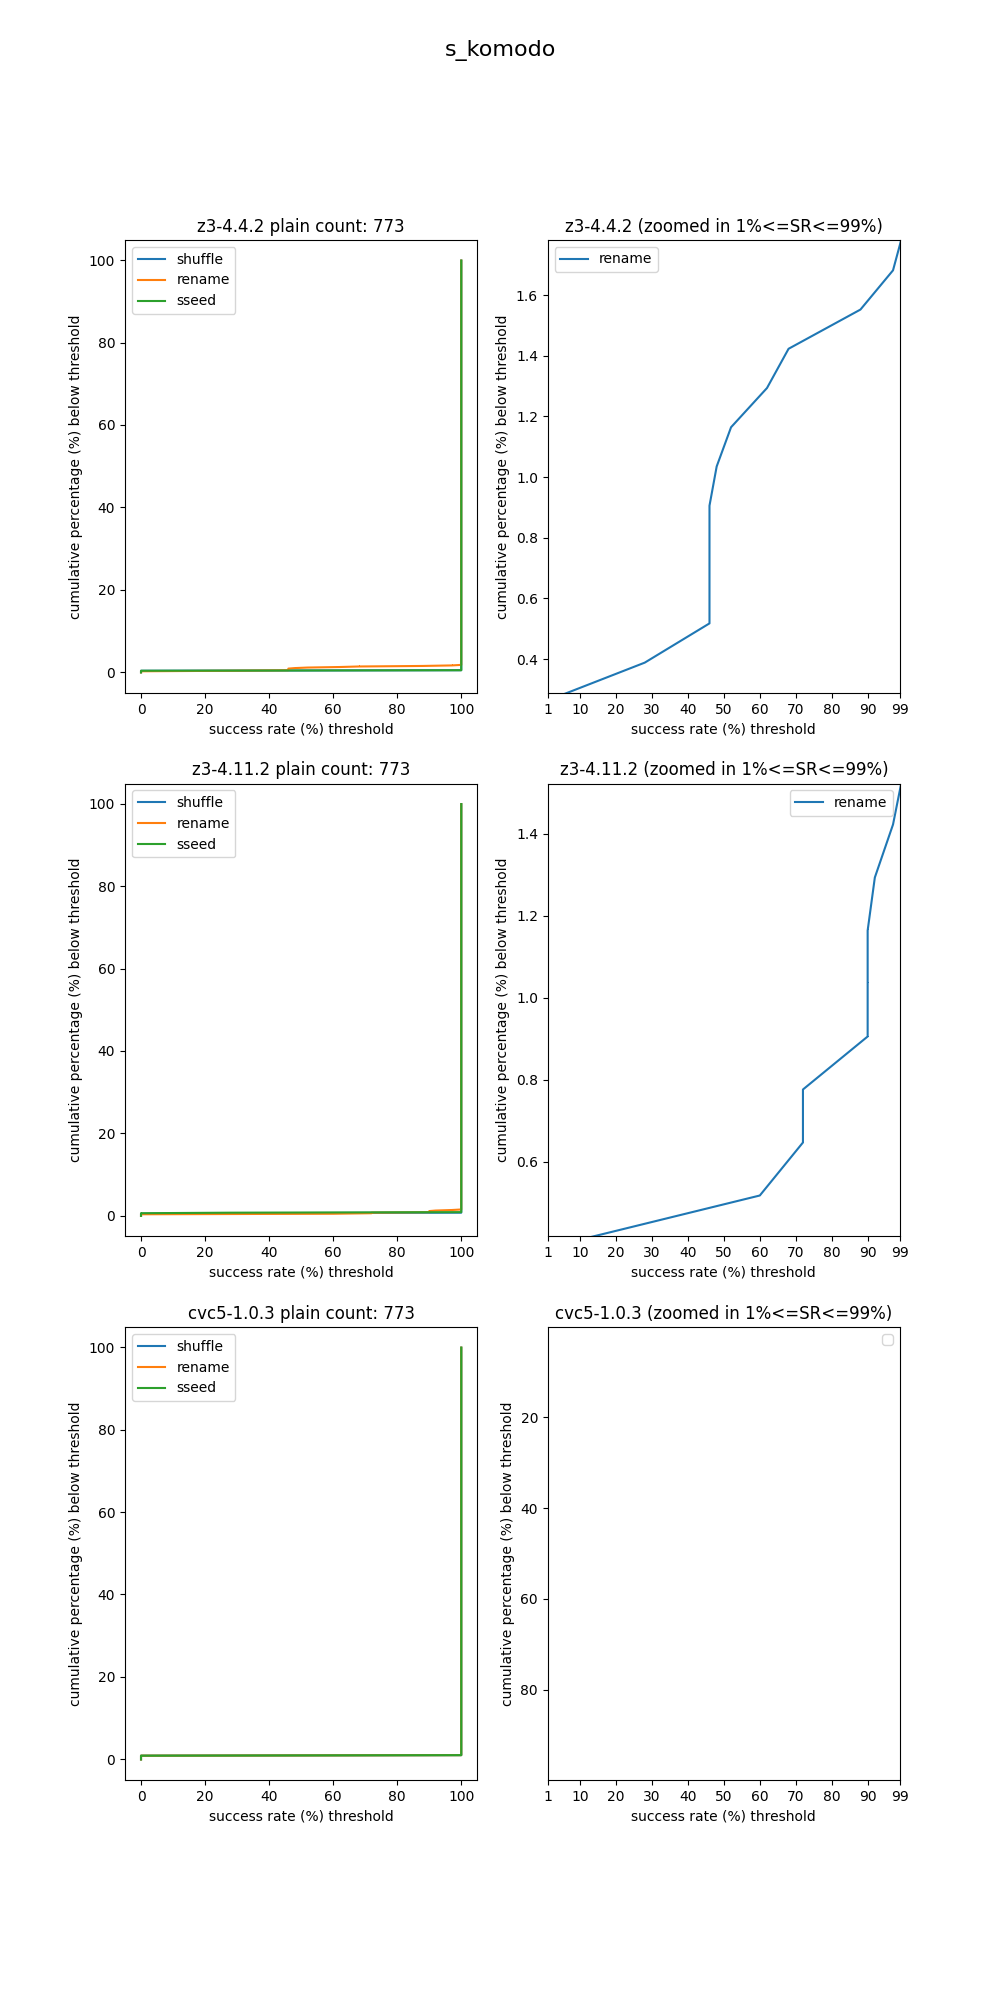 s_komodo
z3-4.4.2 plain count: 773
cumulative percentage (%) below threshold
100
80
60
40
20
0
shuffle
rename
sseed
0 20 40 60 80 100
success rate (%) threshold
z3-4.4.2 (zoomed in 1%<=SR<=99%)
cumulative percentage (%) below threshold
1.6
1.4
1.2
1.0
0.8
0.6
0.4
rename
1 10 20 30 40 50 60 70 80 90 99
success rate (%) threshold
z3-4.11.2 plain count: 773
cumulative percentage (%) below threshold
100
80
60
40
20
0
shuffle
rename
sseed
0 20 40 60 80 100
success rate (%) threshold
z3-4.11.2 (zoomed in 1%<=SR<=99%)
cumulative percentage (%) below threshold
1.4
1.2
1.0
0.8
0.6
rename
1 10 20 30 40 50 60 70 80 90 99
success rate (%) threshold
cvc5-1.0.3 plain count: 773
cumulative percentage (%) below threshold
100
80
60
40
20
0
shuffle
rename
sseed
0 20 40 60 80 100
success rate (%) threshold
cvc5-1.0.3 (zoomed in 1%<=SR<=99%)
cumulative percentage (%) below threshold
20
40
60
80
1 10 20 30 40 50 60 70 80 90 99
success rate (%) threshold